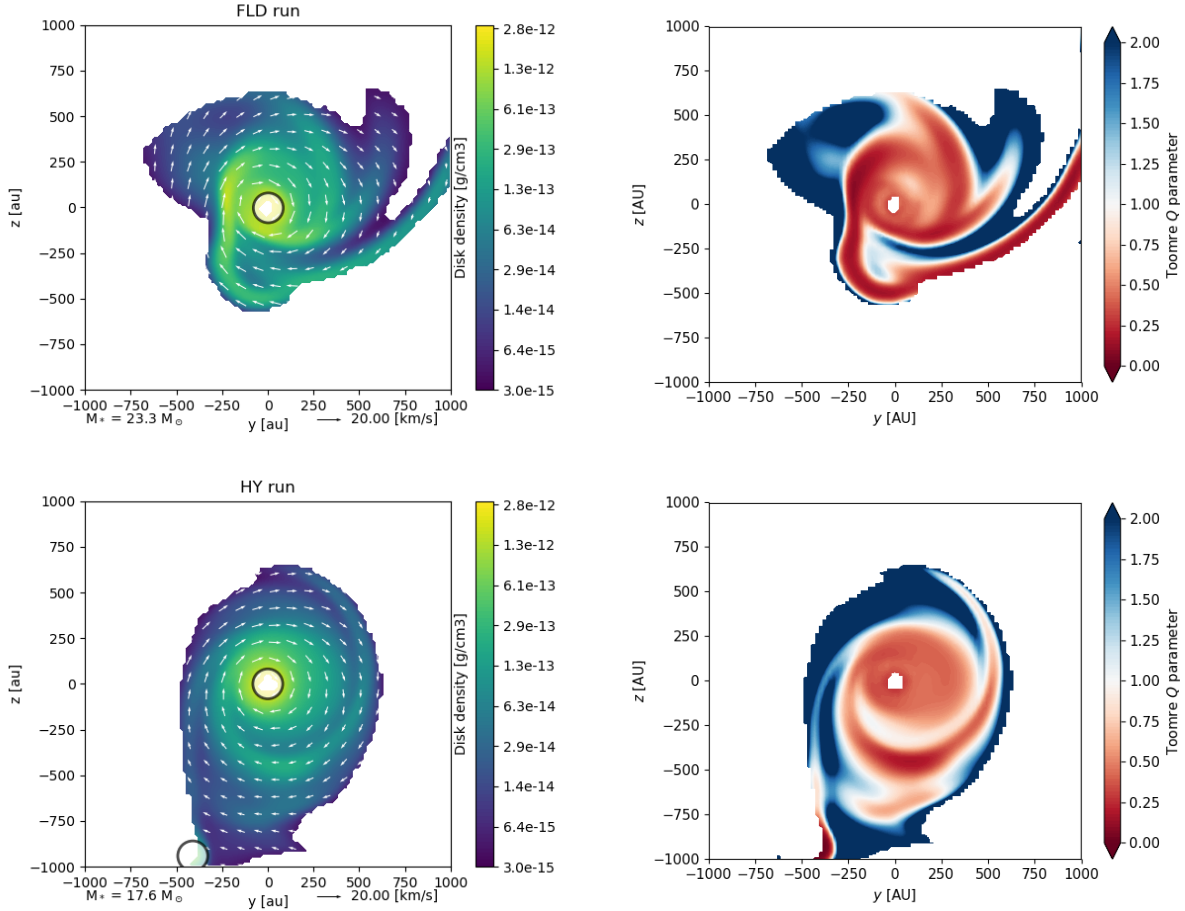 FLD run
1000
750
500
250
0
−250
−500
−750
−1000
z [au]
−1000 −750 −500 −250 0 250 500 750 1000
M* = 23.3 M☉
y [au]
20.00 [km/s]
2.8e-12
1.3e-12
6.1e-13
2.9e-13
1.3e-13
6.3e-14
2.9e-14
1.4e-14
6.4e-15
3.0e-15
Disk density [g/cm3]
1000
750
500
250
0
−250
−500
−750
−1000
z [AU]
−1000 −750 −500 −250 0 250 500 750 1000
y [AU]
2.00
1.75
1.50
1.25
1.00
0.75
0.50
0.25
0.00
Toomre Q parameter
HY run
1000
750
500
250
0
−250
−500
−750
−1000
z [au]
−1000 −750 −500 −250 0 250 500 750 1000
M* = 17.6 M☉
y [au]
20.00 [km/s]
2.8e-12
1.3e-12
6.1e-13
2.9e-13
1.3e-13
6.3e-14
2.9e-14
1.4e-14
6.4e-15
3.0e-15
Disk density [g/cm3]
1000
750
500
250
0
−250
−500
−750
−1000
z [AU]
−1000 −750 −500 −250 0 250 500 750 1000
y [AU]
2.00
1.75
1.50
1.25
1.00
0.75
0.50
0.25
0.00
Toomre Q parameter